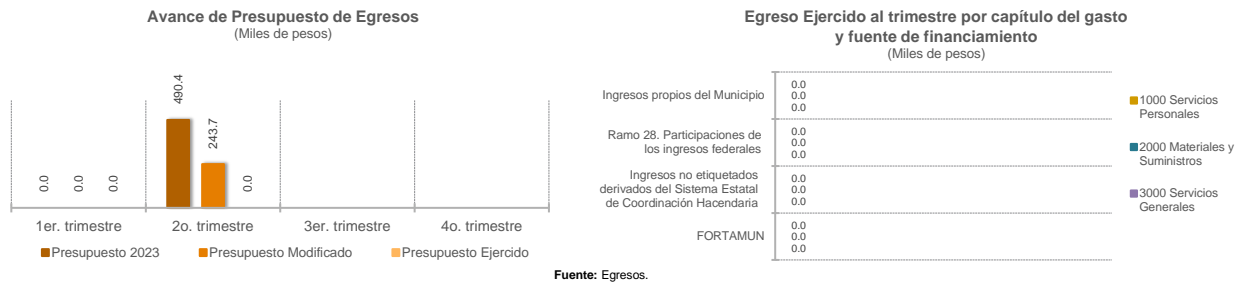 Avance de Presupuesto de Egresos
(Miles de pesos)
490.4
243.7
0.0
0.0
0.0
0.0
1er. trimestre
2o. trimestre
3er. trimestre
4o. trimestre
Presupuesto 2023
Presupuesto Modificado
Presupuesto Ejercido
Egreso Ejercido al trimestre por capítulo del gasto
y fuente de financiamiento
(Miles de pesos)
Ingresos propios del Municipio
0.0
0.0
0.0
Ramo 28. Participaciones de
los ingresos federales
0.0
0.0
0.0
Ingresos no etiquetados
derivados del Sistema Estatal
de Coordinación Hacendaria
0.0
0.0
0.0
FORTAMUN
0.0
0.0
0.0
1000 Servicios
Personales
2000 Materiales y
Suministros
3000 Servicios
Generales
Fuente: Egresos.